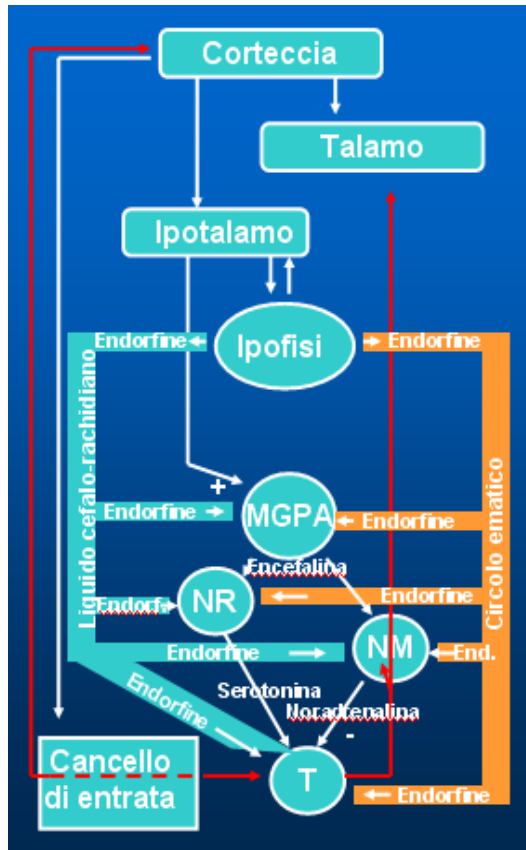 Corteccia
Talamo
Ipotalamo
Endorfine
Ipofisi
Endorfine
Liquido cefalo-rachidiano
Circolo ematico
+
Endorfine
MGPA
Endorfine
Encefalina
Endorf.
NR
Endorfine
Endorfine
NM
End.
Endorfine
Serotonina
Noradrenalina
-
Cancello
di entrata
T
Endorfine